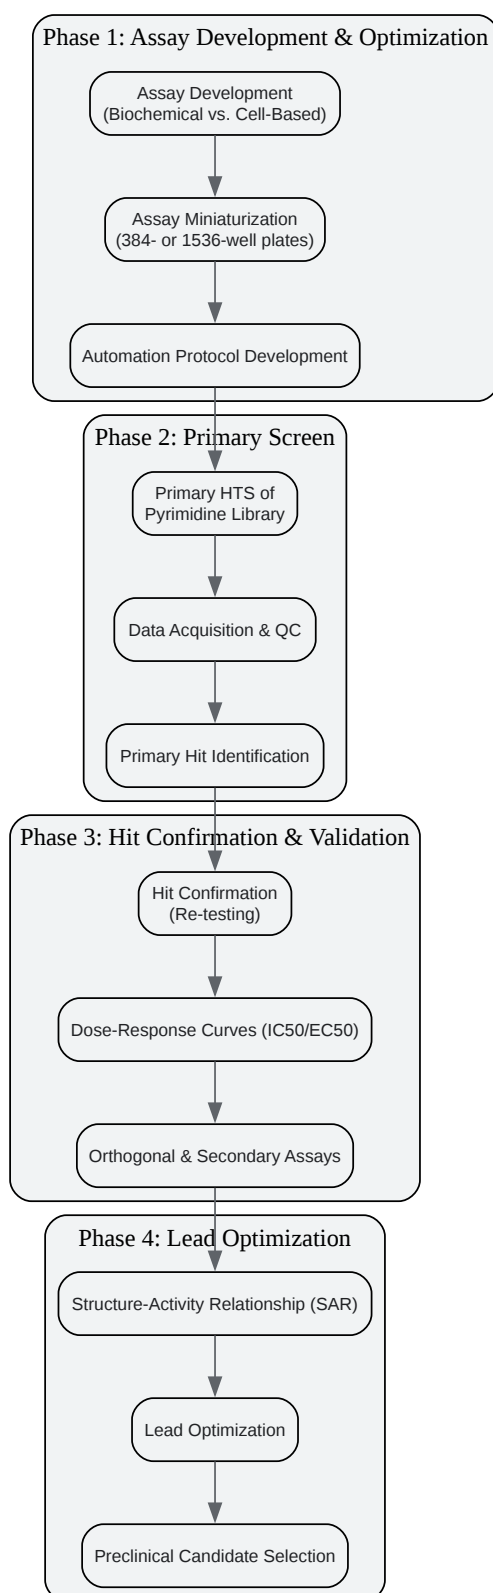 Phase 1: Assay Development & Optimization
Assay Development
(Biochemical vs. Cell-Based)
Assay Miniaturization
(384- or 1536-well plates)
Automation Protocol Development
Phase 2: Primary Screen
Primary HTS of
Pyrimidine Library
Data Acquisition & QC
Primary Hit Identification
Phase 3: Hit Confirmation & Validation
Hit Confirmation
(Re-testing)
Dose-Response Curves (IC50/EC50)
Orthogonal & Secondary Assays
Phase 4: Lead Optimization
Structure-Activity Relationship (SAR)
Lead Optimization
Preclinical Candidate Selection